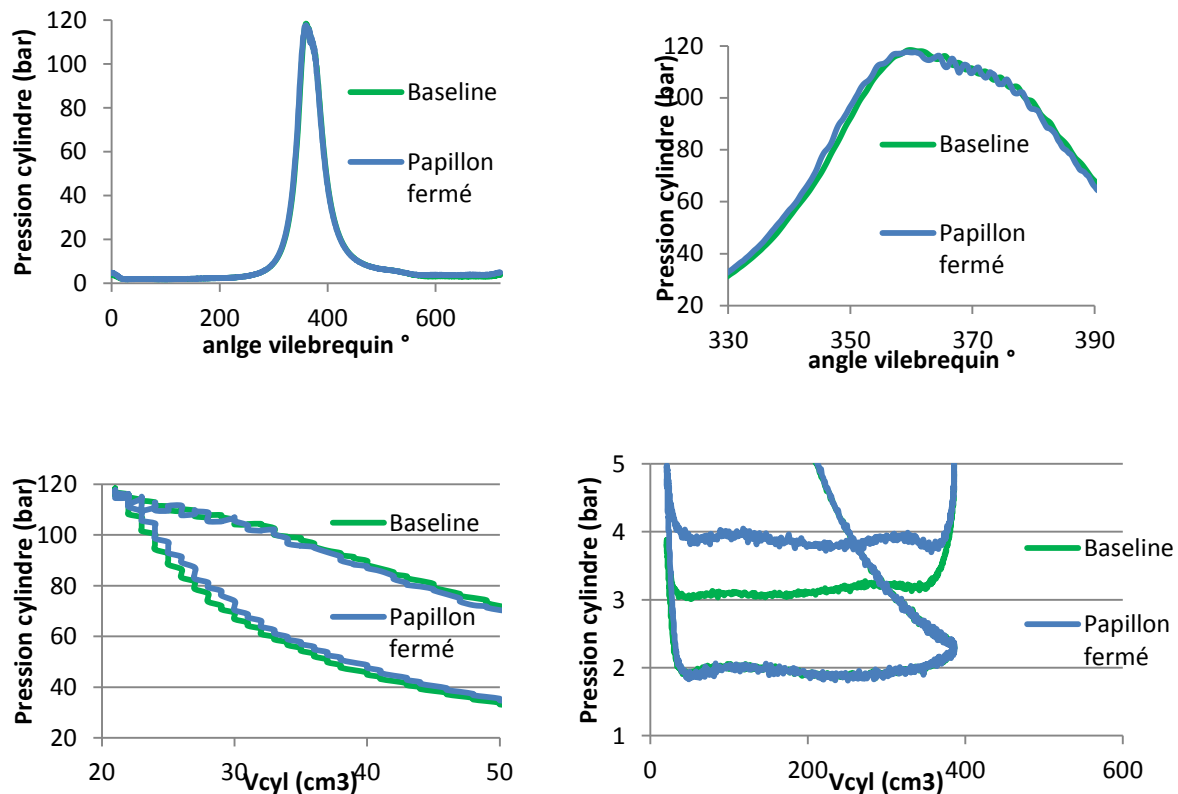 Pression cylindre (bar)
120
100
80
60
40
20
0
0
200
400
600
anlge vilebrequin °
Baseline
Papillon
fermé
Pression cylindre (bar)
120
100
80
60
40
20
330
350
370
390
angle vilebrequin °
Baseline
Papillon
fermé
Pression cylindre (bar)
120
100
80
60
40
20
20
30
40
50
Vcyl (cm3)
Baseline
Papillon
fermé
Pression cylindre (bar)
5
4
3
2
1
0
200
400
600
Vcyl (cm3)
Baseline
Papillon
fermé